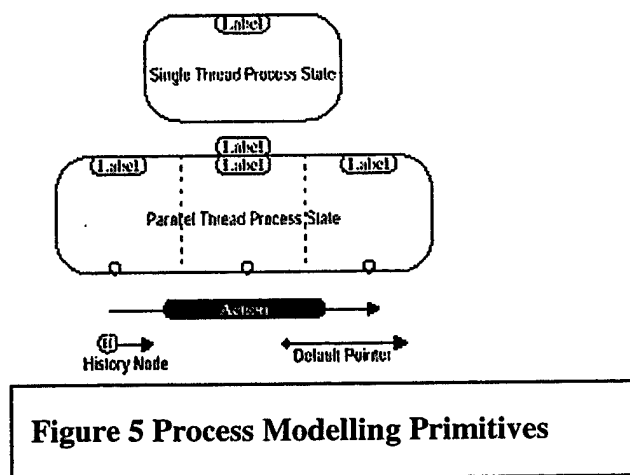 Label
Single Thread Process State
Label
Label Label Label
Parallel Thread Process State
Action
H
History Node
Default Pointer
Figure 5 Process Modelling Primitives